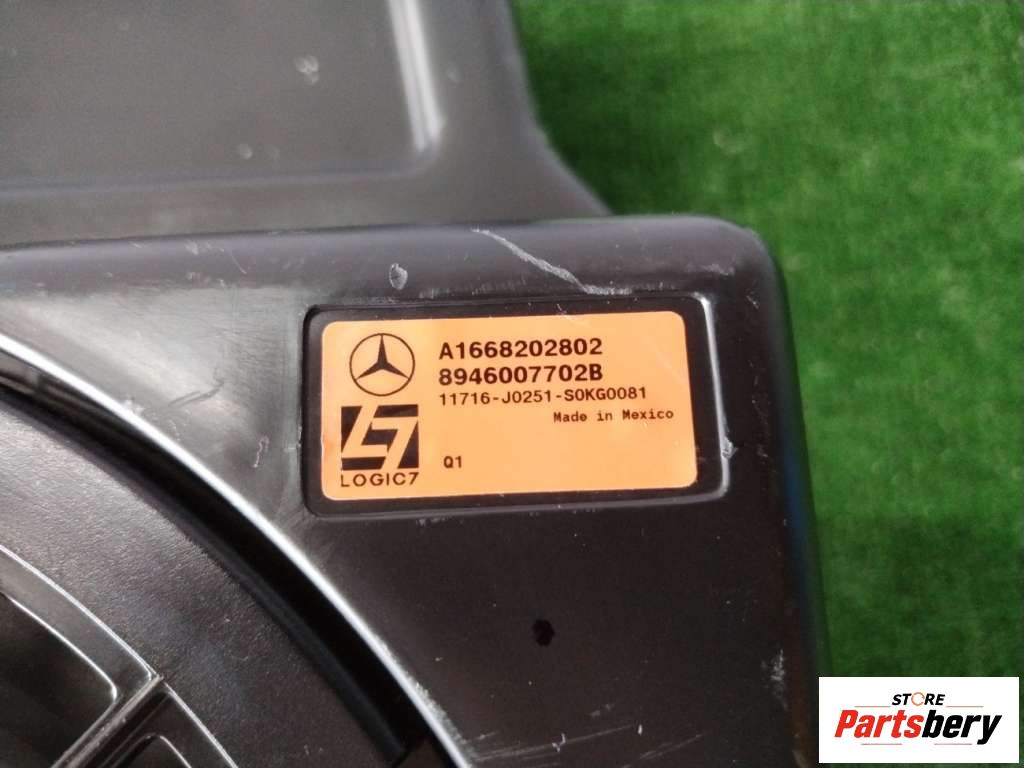 A1668202802
8946007702B
11716-J0251-S0KG0081
Made in Mexico
LOGIC7
Q1
STORE
Partsbery